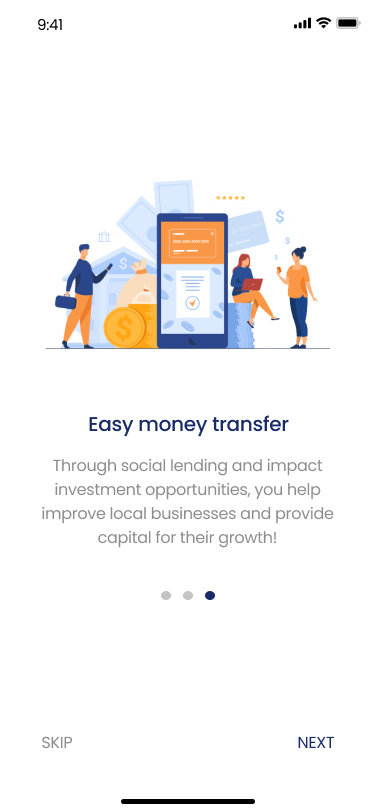 9:41
Easy money transfer
Through social lending and impact
investment opportunities, you help
improve local businesses and provide
capital for their growth!
SKIP
NEXT